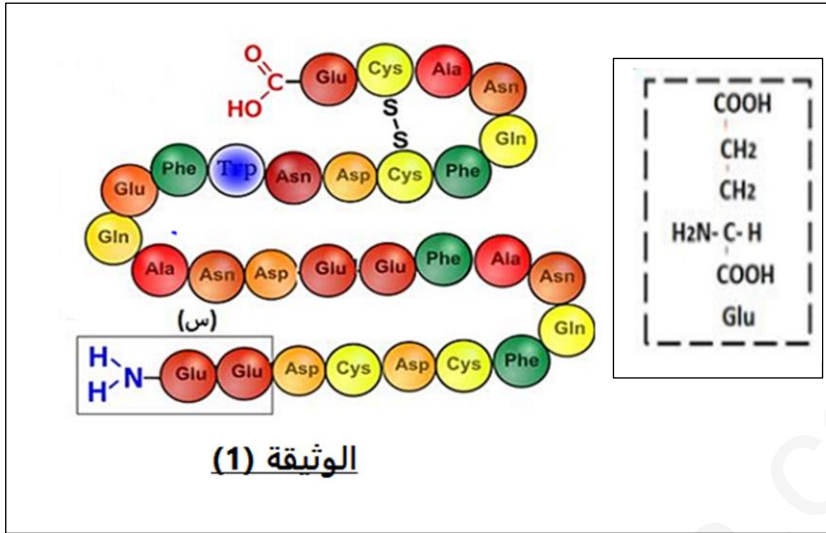 O
C
HO
Glu
Cys
Ala
Asn
Gln
S
S
Glu
Phe
Trp
Asn
Asp
Cys
Phe
Gln
Ala
Asn
Asp
Glu
Glu
Phe
Ala
Asn
Gln
(س)
H
H
N
Glu
Glu
Asp
Cys
Asp
Cys
Phe
الوثيقة (1)
COOH
CH2
CH2
H2N- C- H
COOH
Glu